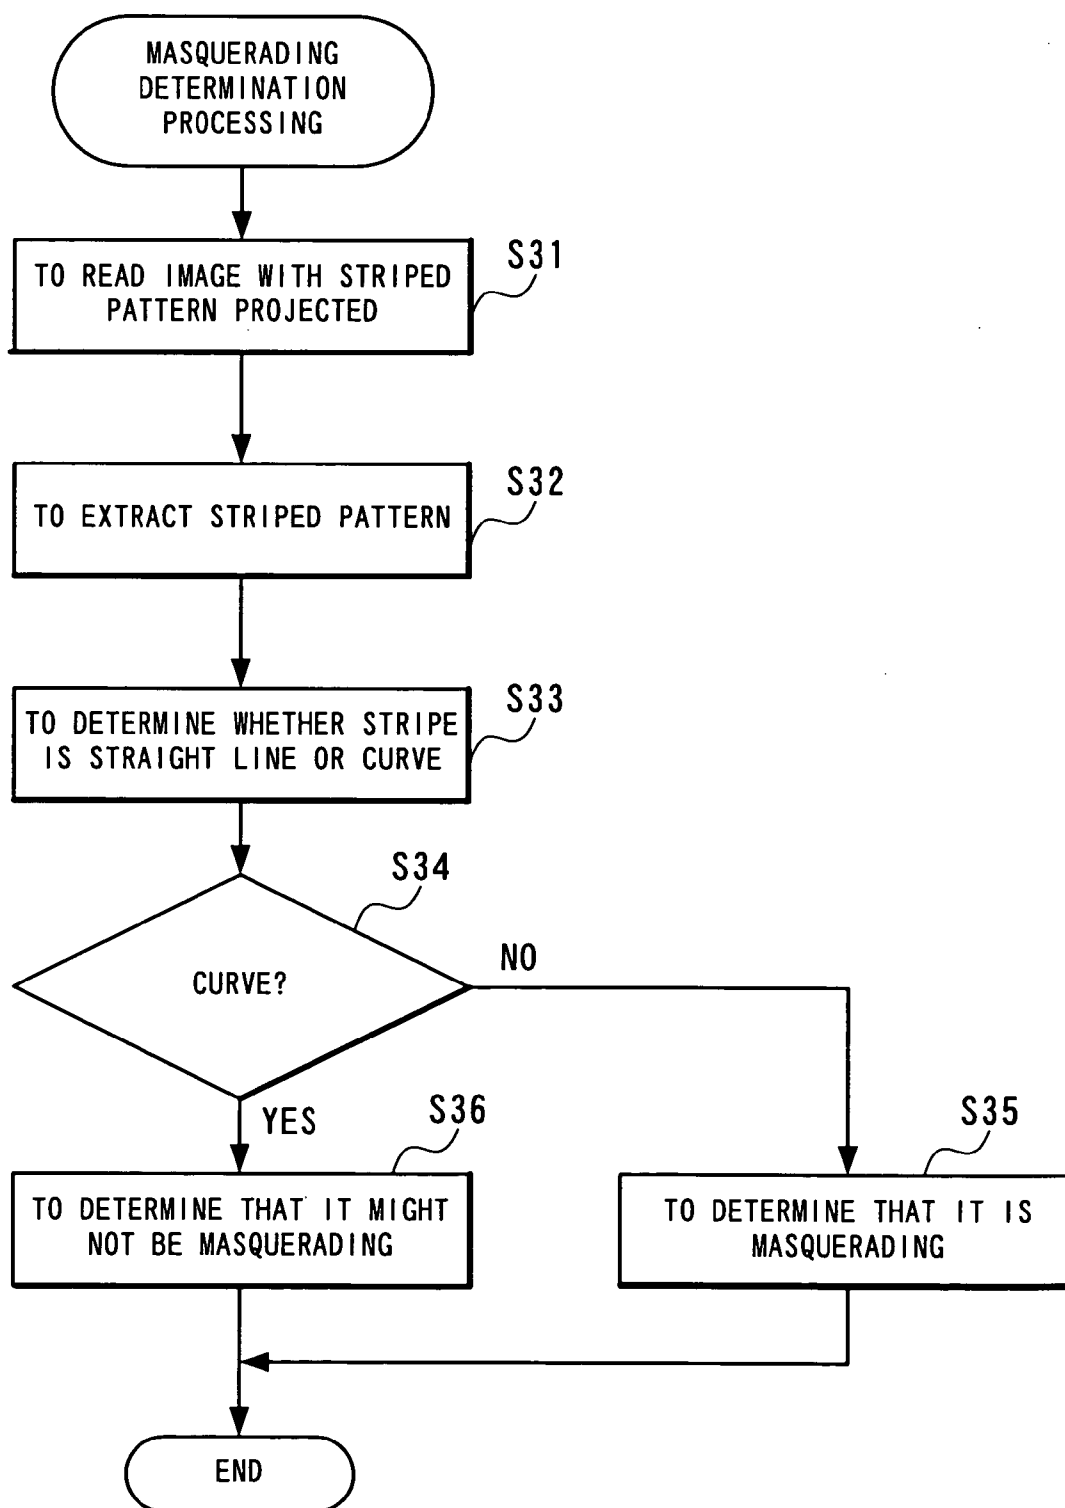 MASQUERADING
DETERMINATION
PROCESSING
S31
TO READ IMAGE WITH STRIPED
PATTERN PROJECTED
S32
TO EXTRACT STRIPED PATTERN
S33
TO DETERMINE WHETHER STRIPE
IS STRAIGHT LINE OR CURVE
S34
CURVE?
NO
YES
S36
TO DETERMINE THAT IT MIGHT
NOT BE MASQUERADING
S35
TO DETERMINE THAT IT IS
MASQUERADING
END